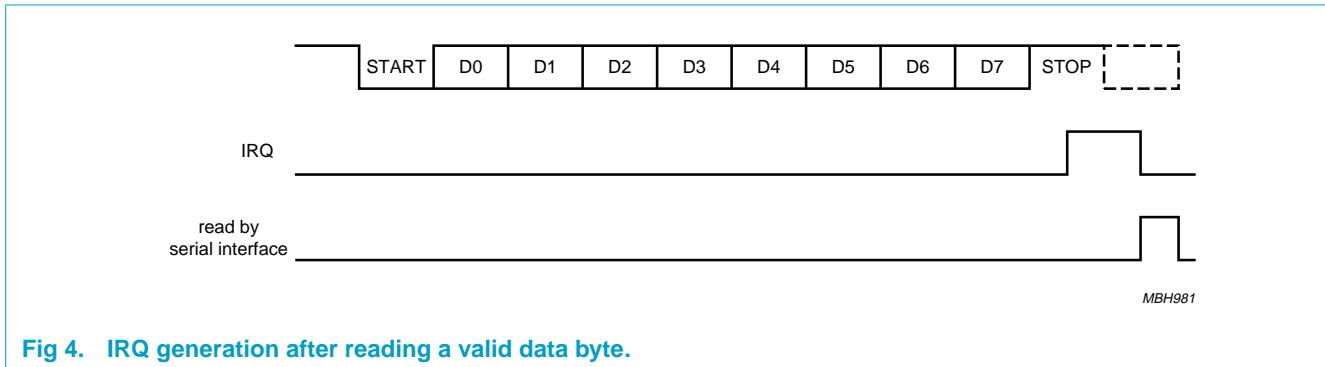 START D0 D1 D2 D3 D4 D5 D6 D7 STOP
IRQ
read by
serial interface
MBH981
Fig 4. IRQ generation after reading a valid data byte.